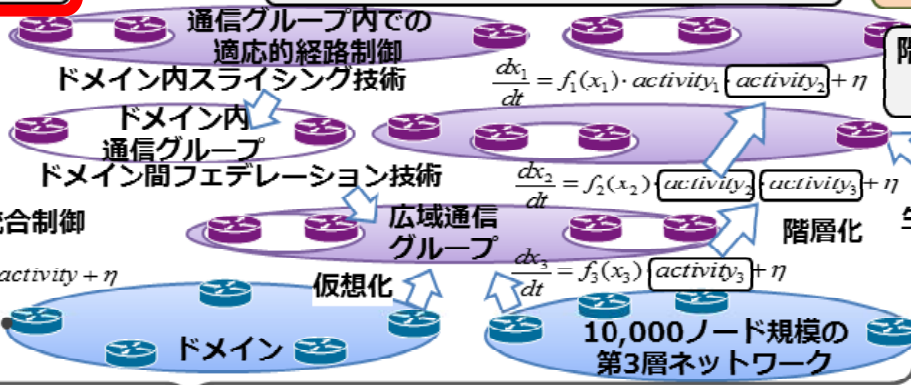 通信グループ内での
適応的経路制御
ドメイン内スライシング技術
dx₁/dt = f₁(x₁)· activity₁ · activity₂ + η
階
ドメイン内
通信グループ
ドメイン間フェデレーション技術
dx₂/dt = f₂(x₂)· activity₂ · activity₃ + η
合制御
広域通信
グループ
階層化
dx₃/dt = f₃(x₃)· activity₃ + η
activity + η
仮想化
ドメイン
10,000ノード規模の
第3層ネットワーク